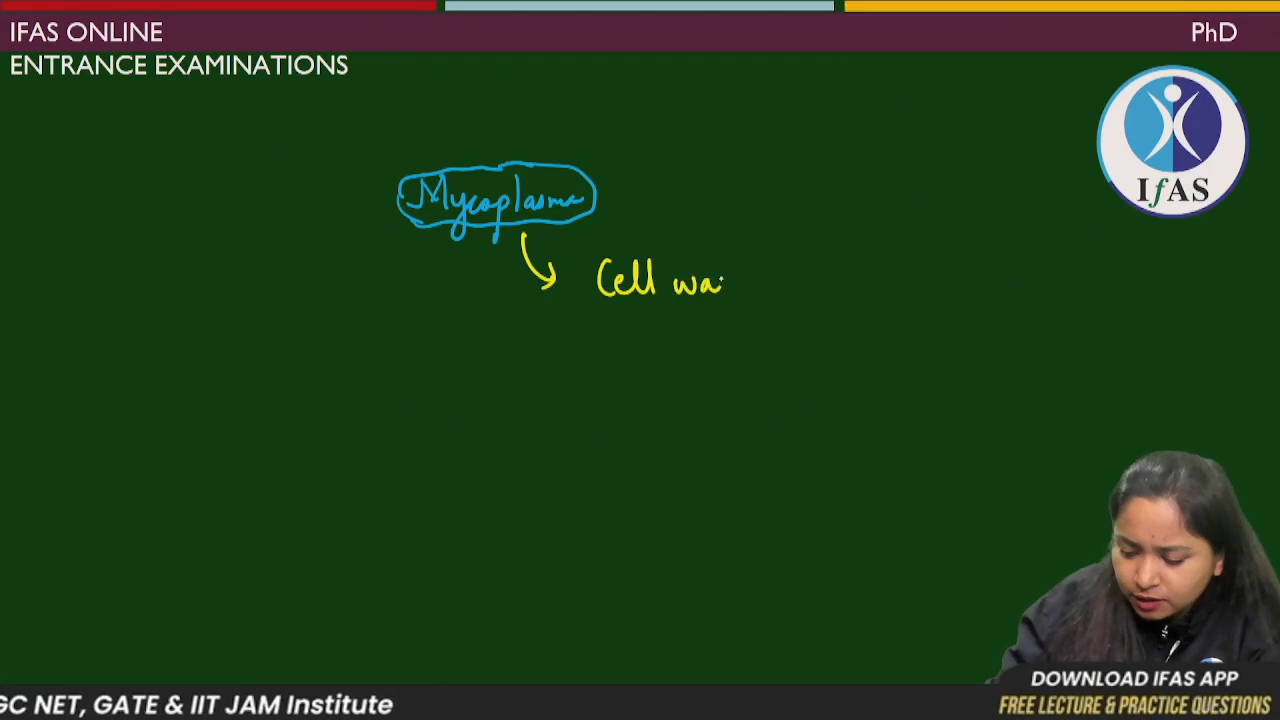 IFAS ONLINE
PhD
ENTRANCE EXAMINATIONS
IfAS
Mycoplasma
Cell wa
DOWNLOAD IFAS APP
GC NET, GATE & IIT JAM Institute
FREE LECTURE & PRACTICE QUESTIONS